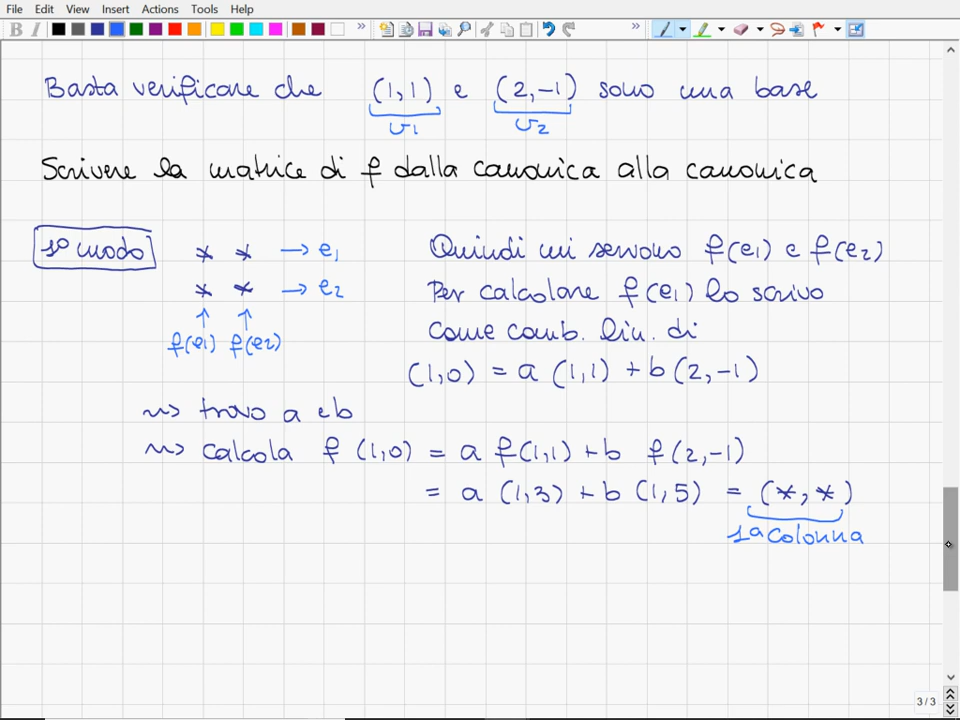 File Edit View Insert Actions Tools Help
B I
Basta verificare che (1,1) e (2,-1) sono una base
v1 v2
Scrivere la matrice di f dalla canonica alla canonica
1° modo * * → e1 Quindi mi servono f(e1) e f(e2)
* * → e2 Per calcolare f(e1) lo scrivo
↑ ↑ come comb. lin. di
f(e1) f(e2)
(1,0) = a (1,1) + b (2,-1)
~> trovo a e b
~> calcola f (1,0) = a f(1,1) + b f(2,-1)
= a (1,3) + b (1,5) = (*,*)
1a colonna
3 / 3